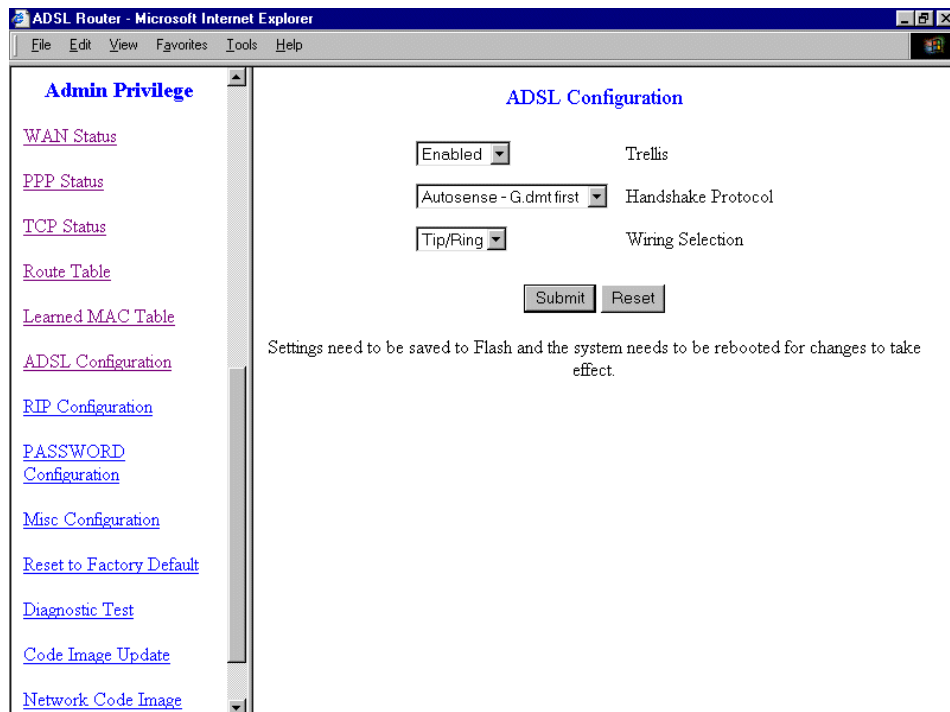 ADSL Router - Microsoft Internet Explorer
File Edit View Favorites Tools Help
Admin Privilege
WAN Status
PPP Status
TCP Status
Route Table
Learned MAC Table
ADSL Configuration
RIP Configuration
PASSWORD
Configuration
Misc Configuration
Reset to Factory Default
Diagnostic Test
Code Image Update
Network Code Image
ADSL Configuration
Enabled Trellis
Autosense - G.dmt first Handshake Protocol
Tip/Ring Wiring Selection
Submit Reset
Settings need to be saved to Flash and the system needs to be rebooted for changes to take
effect.